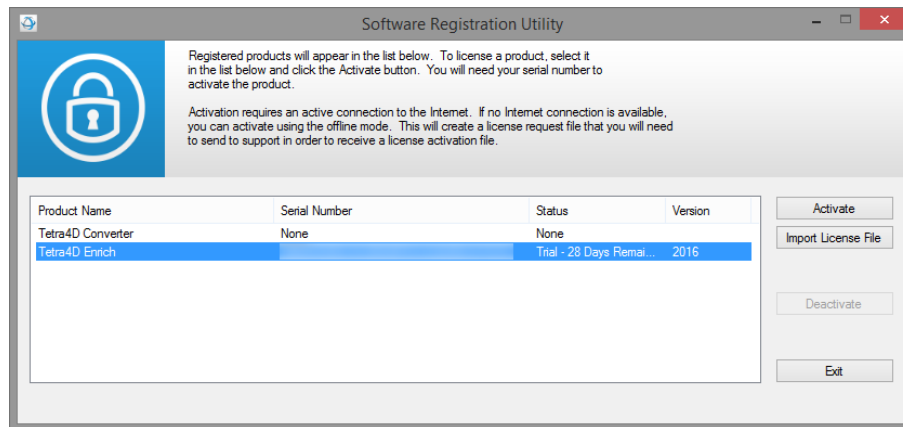 Software Registration Utility
Registered products will appear in the list below. To license a product, select it
in the list below and click the Activate button. You will need your serial number to
activate the product.
Activation requires an active connection to the Internet. If no Internet connection is available,
you can activate using the offline mode. This will create a license request file that you will need
to send to support in order to receive a license activation file.
Product Name Serial Number Status Version
Tetra4D Converter None None
Tetra4D Enrich Trial - 28 Days Remai... 2016
Activate
Import License File
Deactivate
Exit